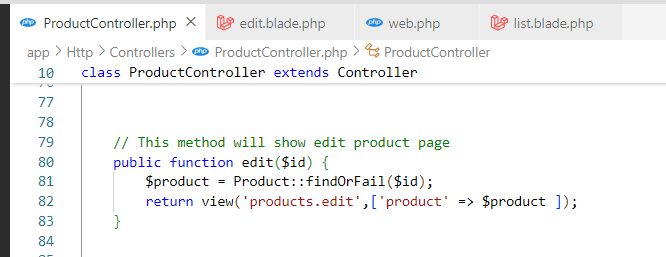 ProductController.php × edit.blade.php web.php list.blade.php
app > Http > Controllers > ProductController.php > ProductController
10 class ProductController extends Controller
77
78
79 // This method will show edit product page
80 public function edit($id) {
81 $product = Product::findOrFail($id);
82 return view('products.edit',['product' => $product ]);
83 }
84